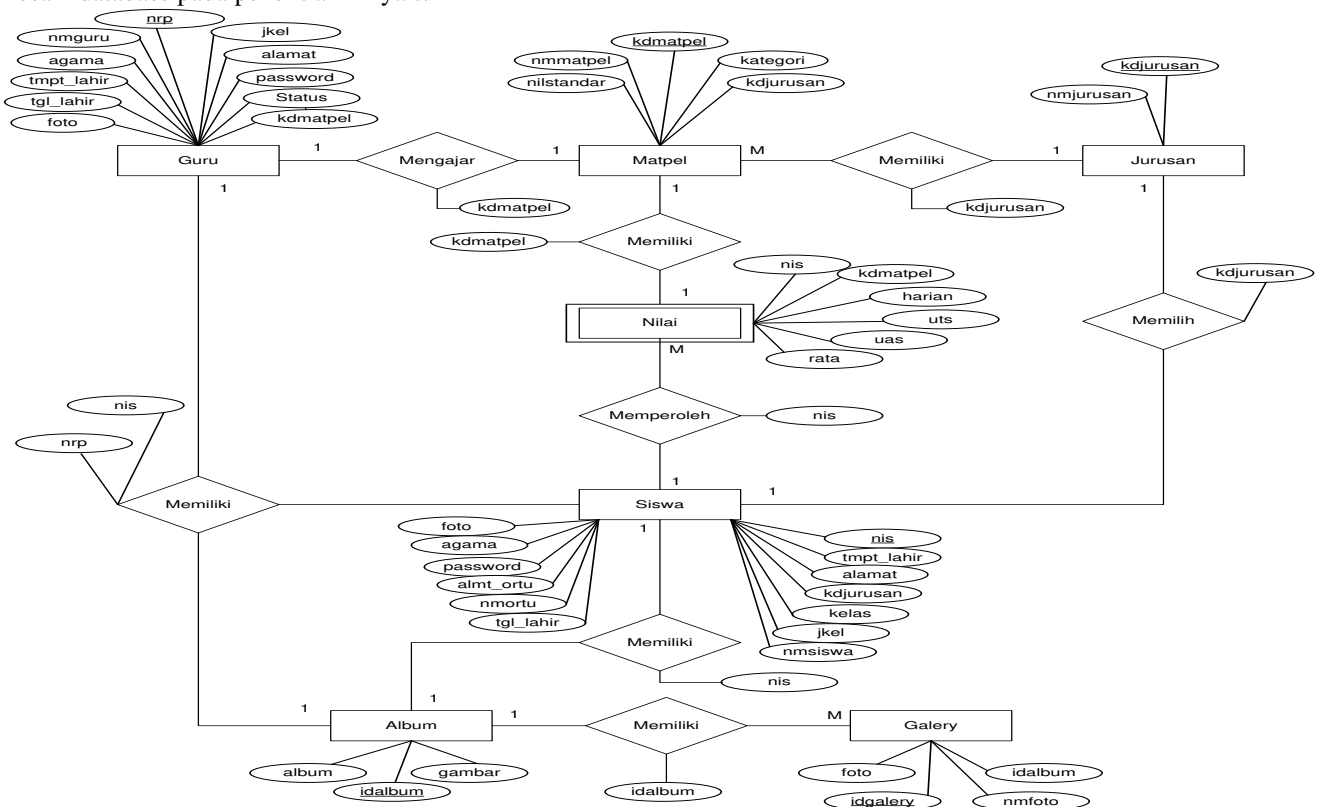 nrp
jkel
nmguru
alamat
agama
password
tmpt_lahir
Status
tgl_lahir
kdmatpel
foto
Guru
1
Mengajar
1
kdmatpel
kdmatpel
nmmatpel
kategori
nilstandar
kdjurusan
Matpel
M
Memiliki
1
kdjurusan
kdjurusan
nmjurusan
Jurusan
1
1
1
kdmatpel
Memiliki
1
nis
kdmatpel
harian
uts
uas
rata
Nilai
M
kdjurusan
Memilih
Memperoleh
nis
nis
nrp
Memiliki
1
Siswa
1
1
foto
agama
password
almt_ortu
nmortu
tgl_lahir
nis
tmpt_lahir
alamat
kdjurusan
kelas
jkel
nmsiswa
Memiliki
nis
1
1
Album
1
Memiliki
M
Galery
album
gambar
idalbum
idalbum
foto
idalbum
idgalery
nmfoto